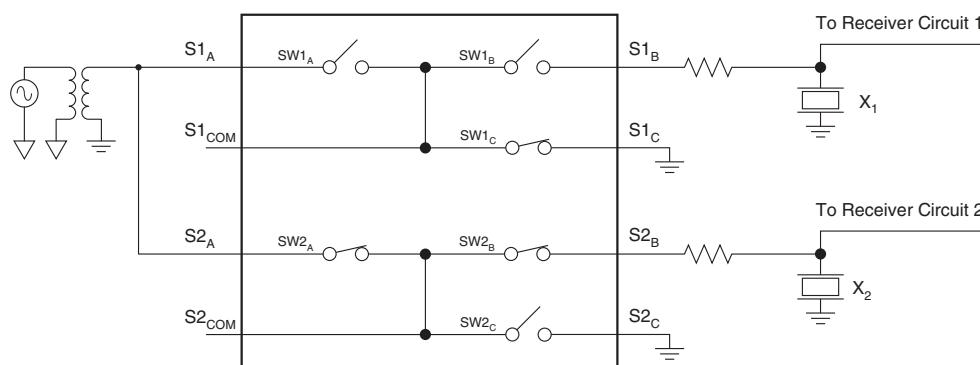 To Receiver Circuit 1
S1A
SW1A
SW1B
S1B
X1
S1COM
SW1C
S1C
To Receiver Circuit 2
S2A
SW2A
SW2B
S2B
X2
S2COM
SW2C
S2C